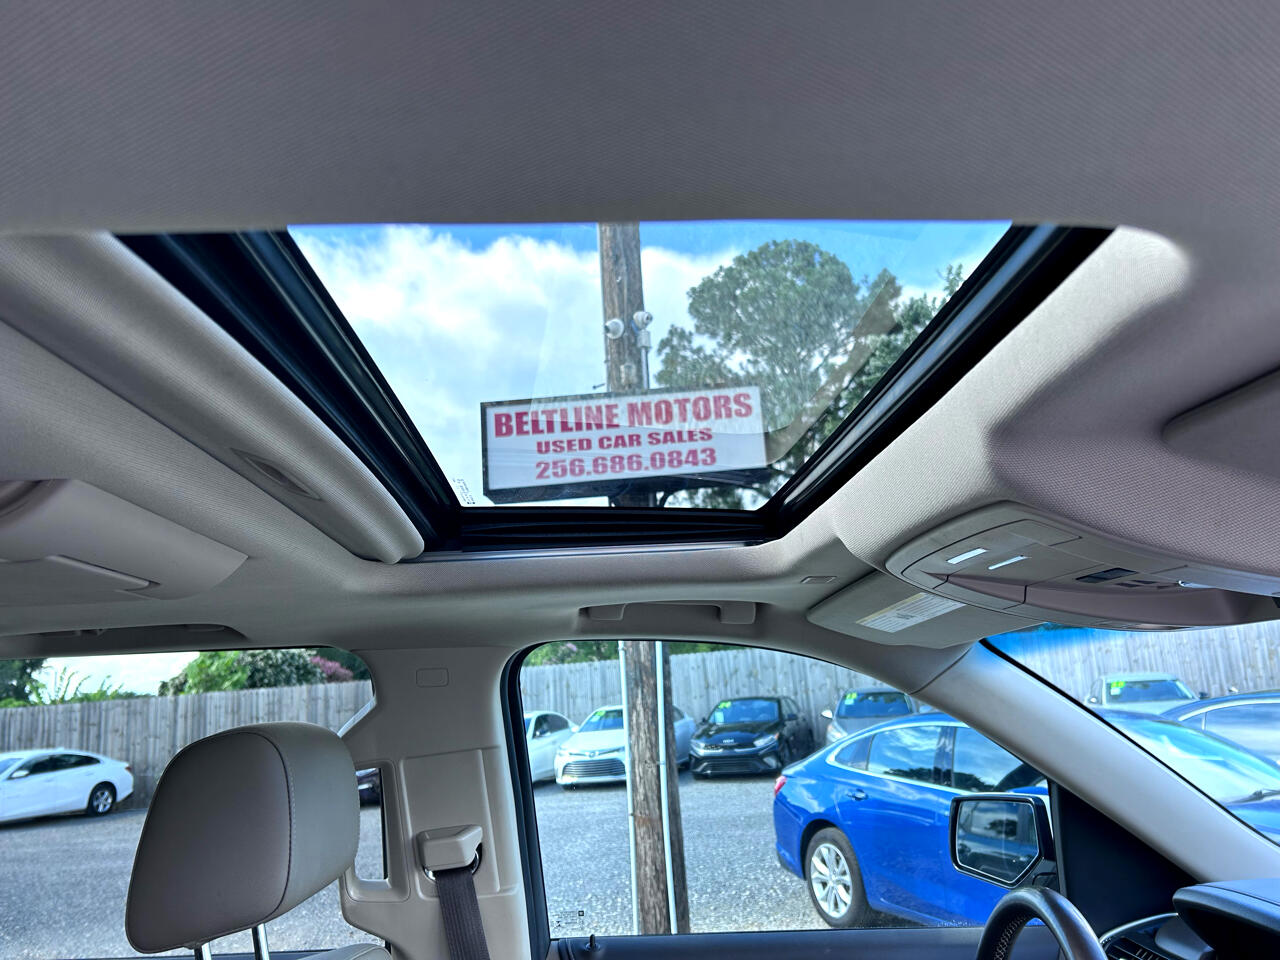 BELTLINE MOTORS
USED CAR SALES
256.686.0843